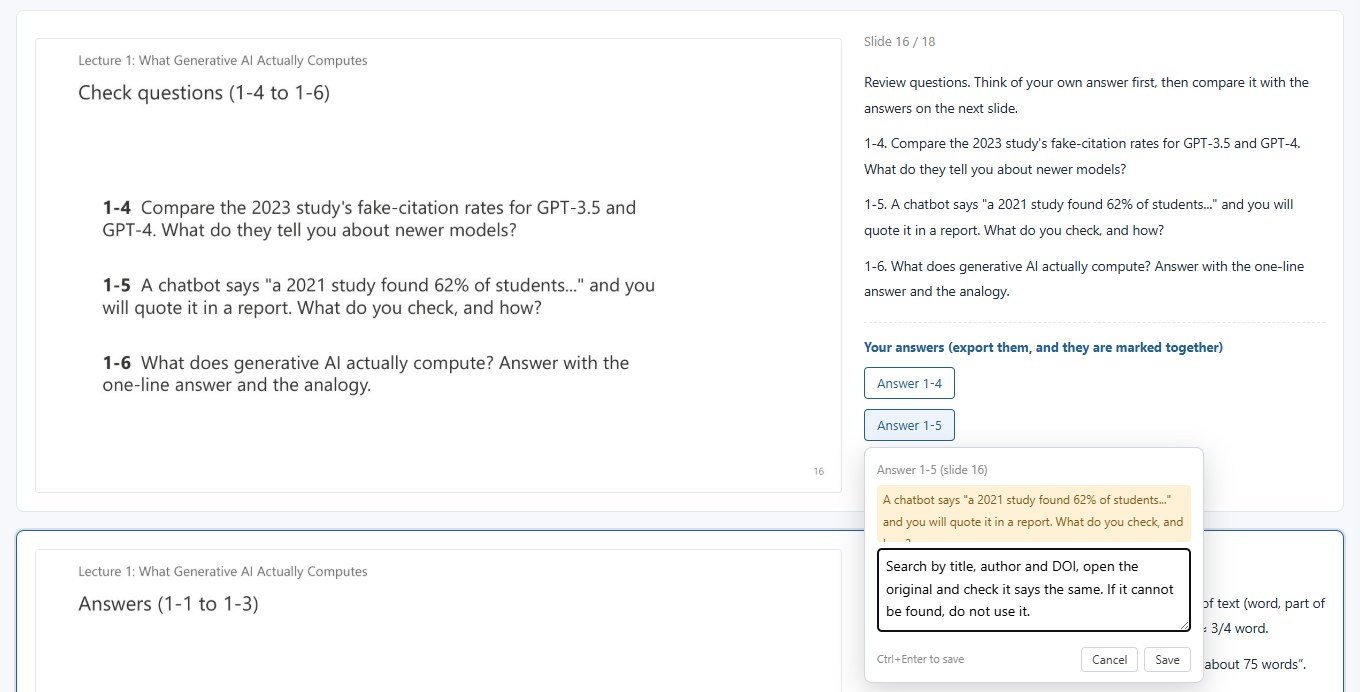 Lecture 1: What Generative AI Actually Computes
Check questions (1-4 to 1-6)
1-4 Compare the 2023 study's fake-citation rates for GPT-3.5 and
GPT-4. What do they tell you about newer models?
1-5 A chatbot says "a 2021 study found 62% of students..." and you
will quote it in a report. What do you check, and how?
1-6 What does generative AI actually compute? Answer with the
one-line answer and the analogy.
16
Slide 16 / 18
Review questions. Think of your own answer first, then compare it with the
answers on the next slide.
1-4. Compare the 2023 study's fake-citation rates for GPT-3.5 and GPT-4.
What do they tell you about newer models?
1-5. A chatbot says "a 2021 study found 62% of students..." and you will
quote it in a report. What do you check, and how?
1-6. What does generative AI actually compute? Answer with the one-line
answer and the analogy.
Your answers (export them, and they are marked together)
Answer 1-4
Answer 1-5
Answer 1-5 (slide 16)
A chatbot says "a 2021 study found 62% of students..."
and you will quote it in a report. What do you check, and
Search by title, author and DOI, open the
original and check it says the same. If it cannot
be found, do not use it.
Ctrl+Enter to save
Cancel
Save
Lecture 1: What Generative AI Actually Computes
Answers (1-1 to 1-3)
of text (word, part of
3/4 word.
about 75 words”.